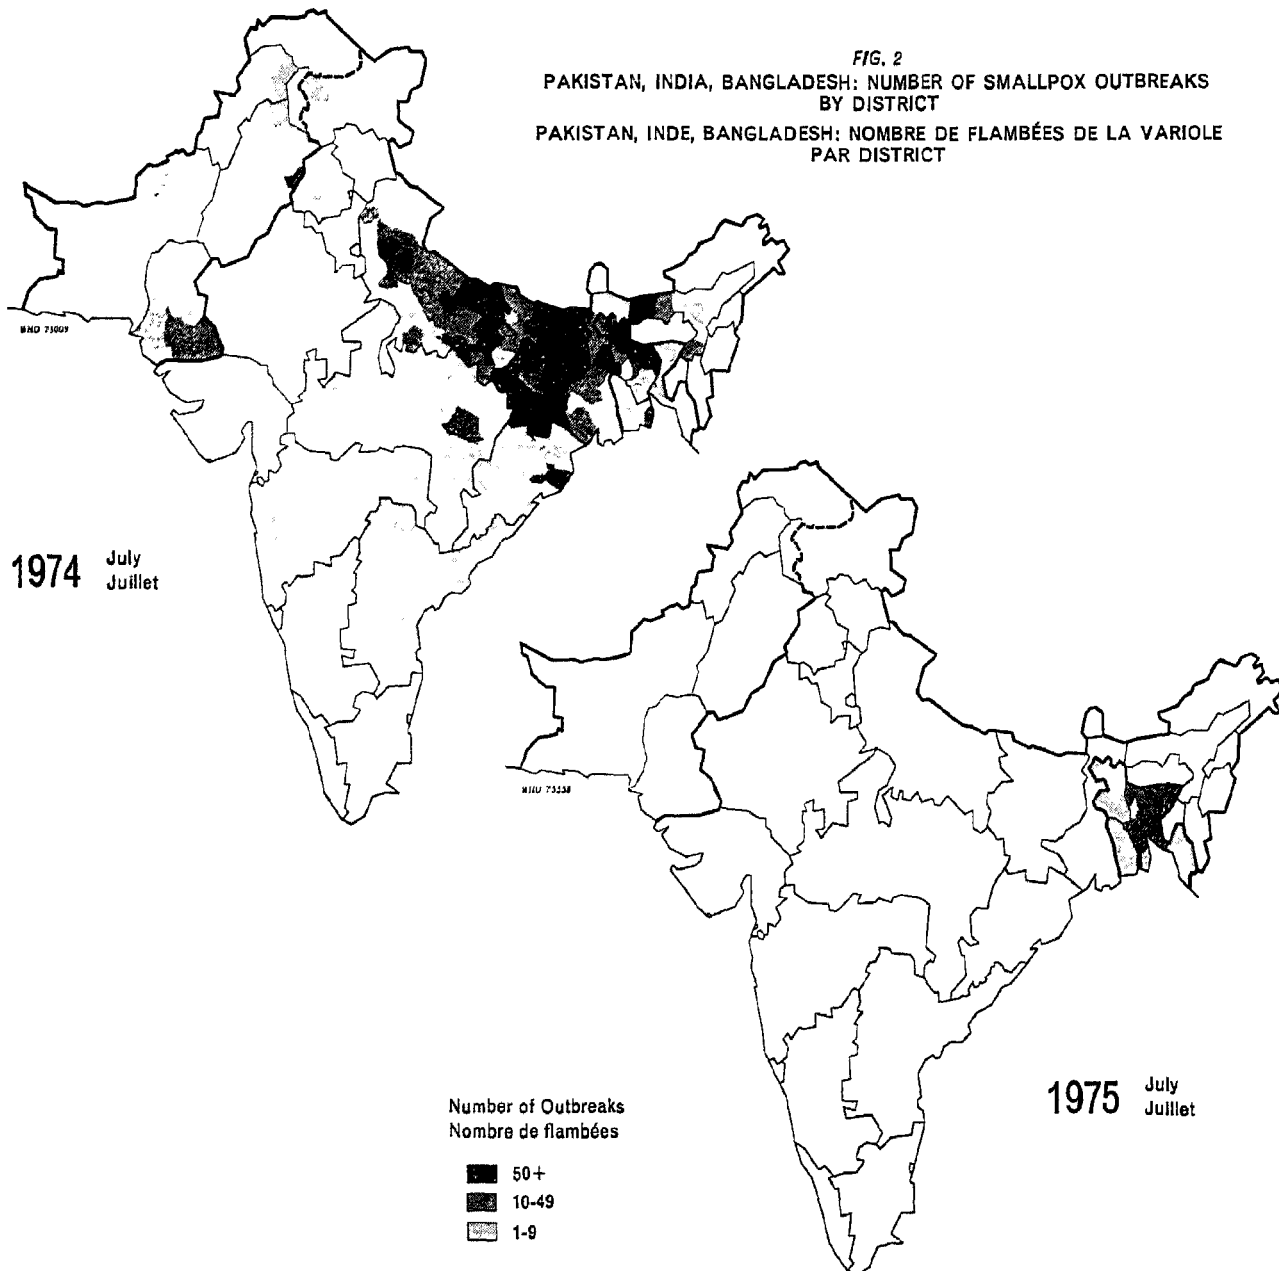 FIG. 2
PAKISTAN, INDIA, BANGLADESH: NUMBER OF SMALLPOX OUTBREAKS
BY DISTRICT
PAKISTAN, INDE, BANGLADESH: NOMBRE DE FLAMBÉES DE LA VARIOLE
PAR DISTRICT
1974
July
Juillet
1975
July
Juillet
Number of Outbreaks
Nombre de flambées
50+
10-49
1-9